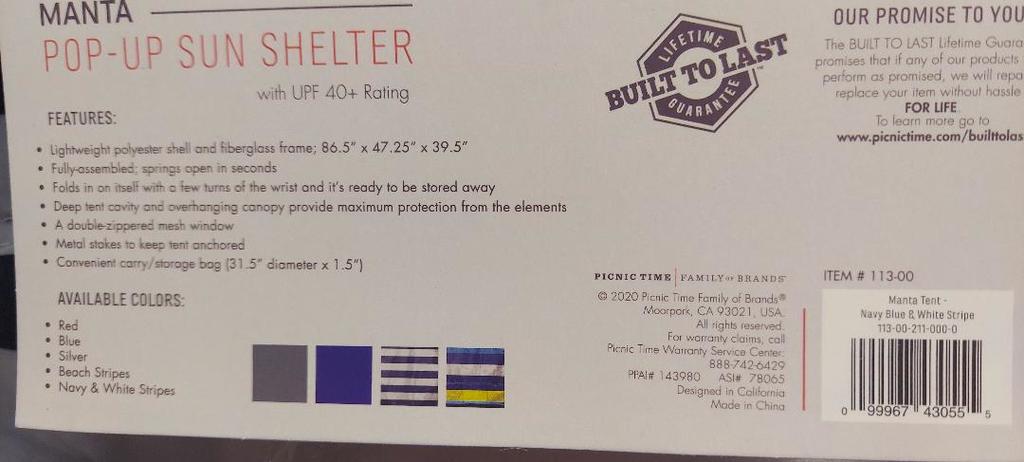 MANTA
POP-UP SUN SHELTER
with UPF 40+ Rating
FEATURES:
• Lightweight polyester shell and fiberglass frame; 86.5" x 47.25" x 39.5"
• Fully-assembled; springs open in seconds
• Folds in on itself with a few turns of the wrist and it's ready to be stored away
• Deep tent cavity and overhanging canopy provide maximum protection from the elements
• A double-zippered mesh window
• Metal stakes to keep tent anchored
• Convenient carry/storage bag (31.5" diameter x 1.5")
AVAILABLE COLORS:
• Red
• Blue
• Silver
• Beach Stripes
• Navy & White Stripes
LIFETIME
BUILT TO LAST™
GUARANTEE
OUR PROMISE TO YOU
The BUILT TO LAST Lifetime Guara
promises that if any of our products
perform as promised, we will repa
replace your item without hassle
FOR LIFE.
To learn more go to
www.picnictime.com/builttolas
PICNIC TIME | FAMILY OF BRANDS™
© 2020 Picnic Time Family of Brands®
Moorpark, CA 93021, USA.
All rights reserved.
For warranty claims, call
Picnic Time Warranty Service Center:
888-742-6429
PPAI# 143980 ASI# 78065
Designed in California
Made in China
ITEM # 113-00
Manta Tent -
Navy Blue & White Stripe
113-00-211-000-0
0 99967 43055 5